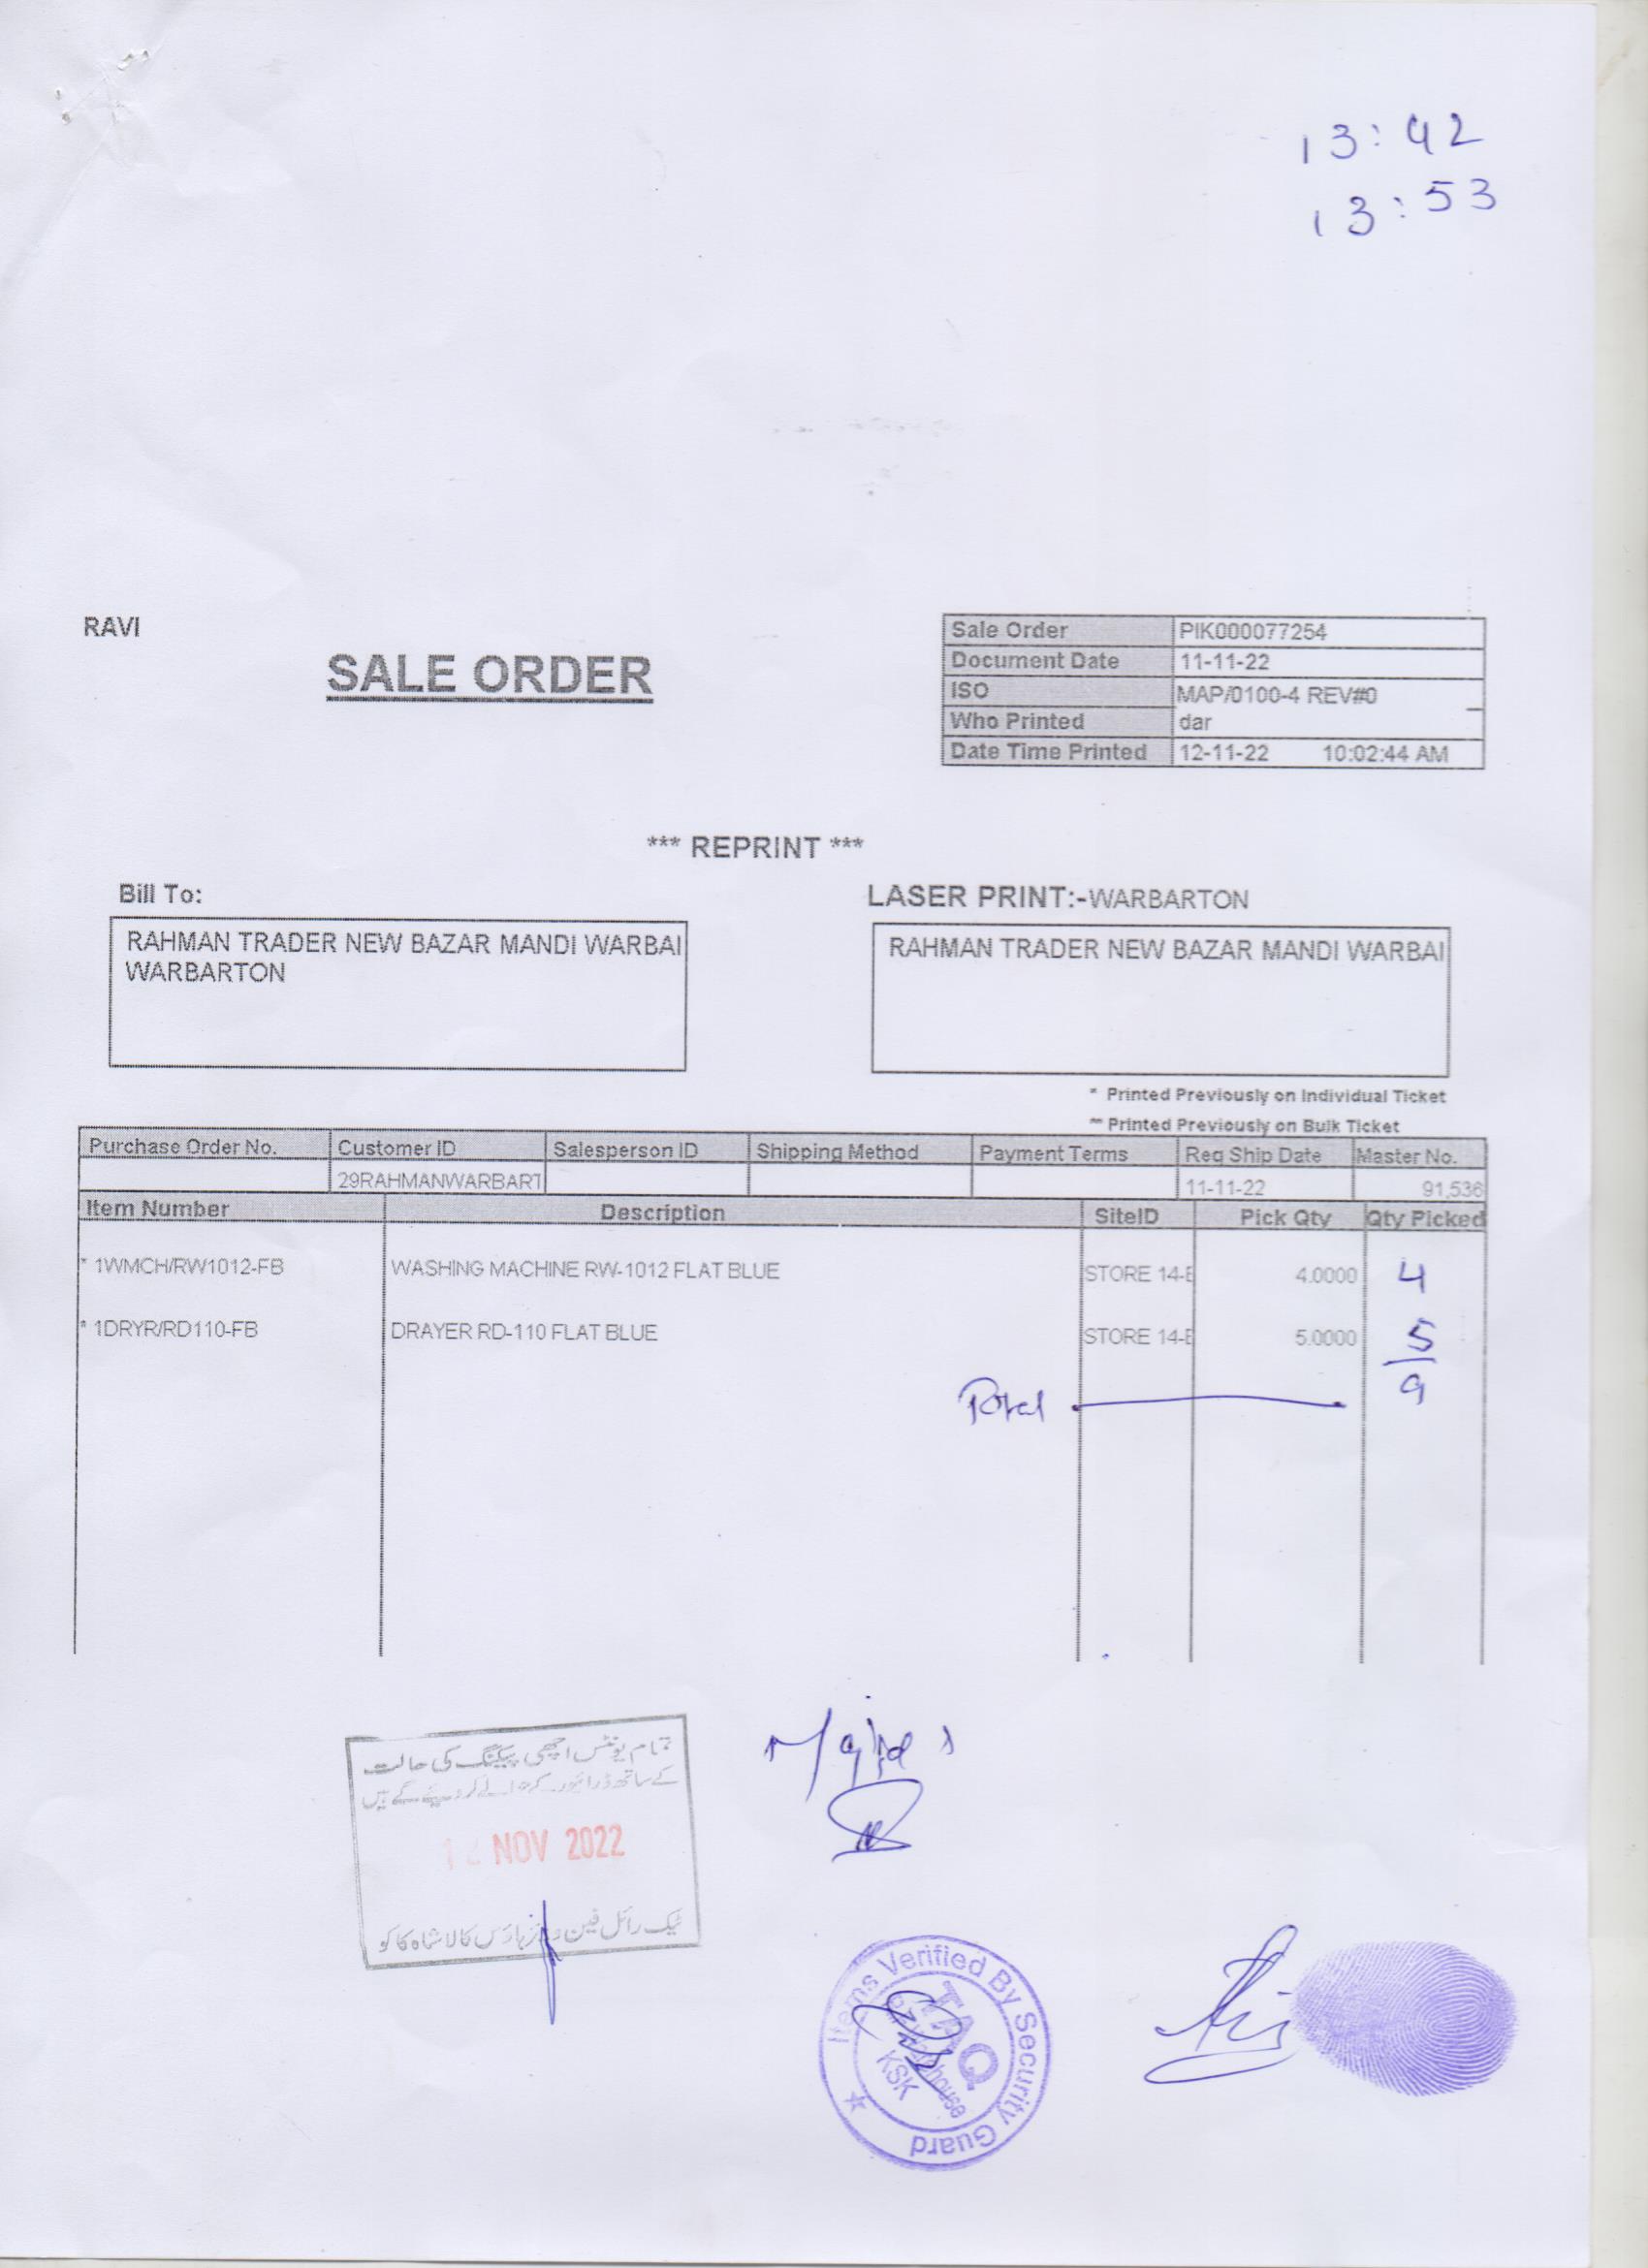 13:42
13:53
RAVI
SALE ORDER
Sale Order PIK000077254
Document Date 11-11-22
ISO MAP/0100-4 REV#0
Who Printed dar
Date Time Printed 12-11-22 10:02:44 AM
*** REPRINT ***
Bill To:
RAHMAN TRADER NEW BAZAR MANDI WARBAI
WARBARTON
LASER PRINT:-WARBARTON
RAHMAN TRADER NEW BAZAR MANDI WARBAI
* Printed Previously on Individual Ticket
** Printed Previously on Bulk Ticket
Purchase Order No. Customer ID Salesperson ID Shipping Method Payment Terms Req Ship Date Master No.
29RAHMANWARBART 11-11-22 91,536
Item Number Description SiteID Pick Qty Qty Picked
* 1WMCH/RW1012-FB WASHING MACHINE RW-1012 FLAT BLUE STORE 14-E 4.0000 4
* 1DRYR/RD110-FB DRAYER RD-110 FLAT BLUE STORE 14-E 5.0000 5
Total 9
تمام یونٹس اچھی پیکنگ کی حالت
کے ساتھ ڈرائیور کے حوالے کر دیئے گئے ہیں
NOV 2022
ٹیک رائل فین ویئر ہاؤس کالا شاہ کاکو
Majid
Items Verified By Security Guard
TAQ
Warehouse
KSK